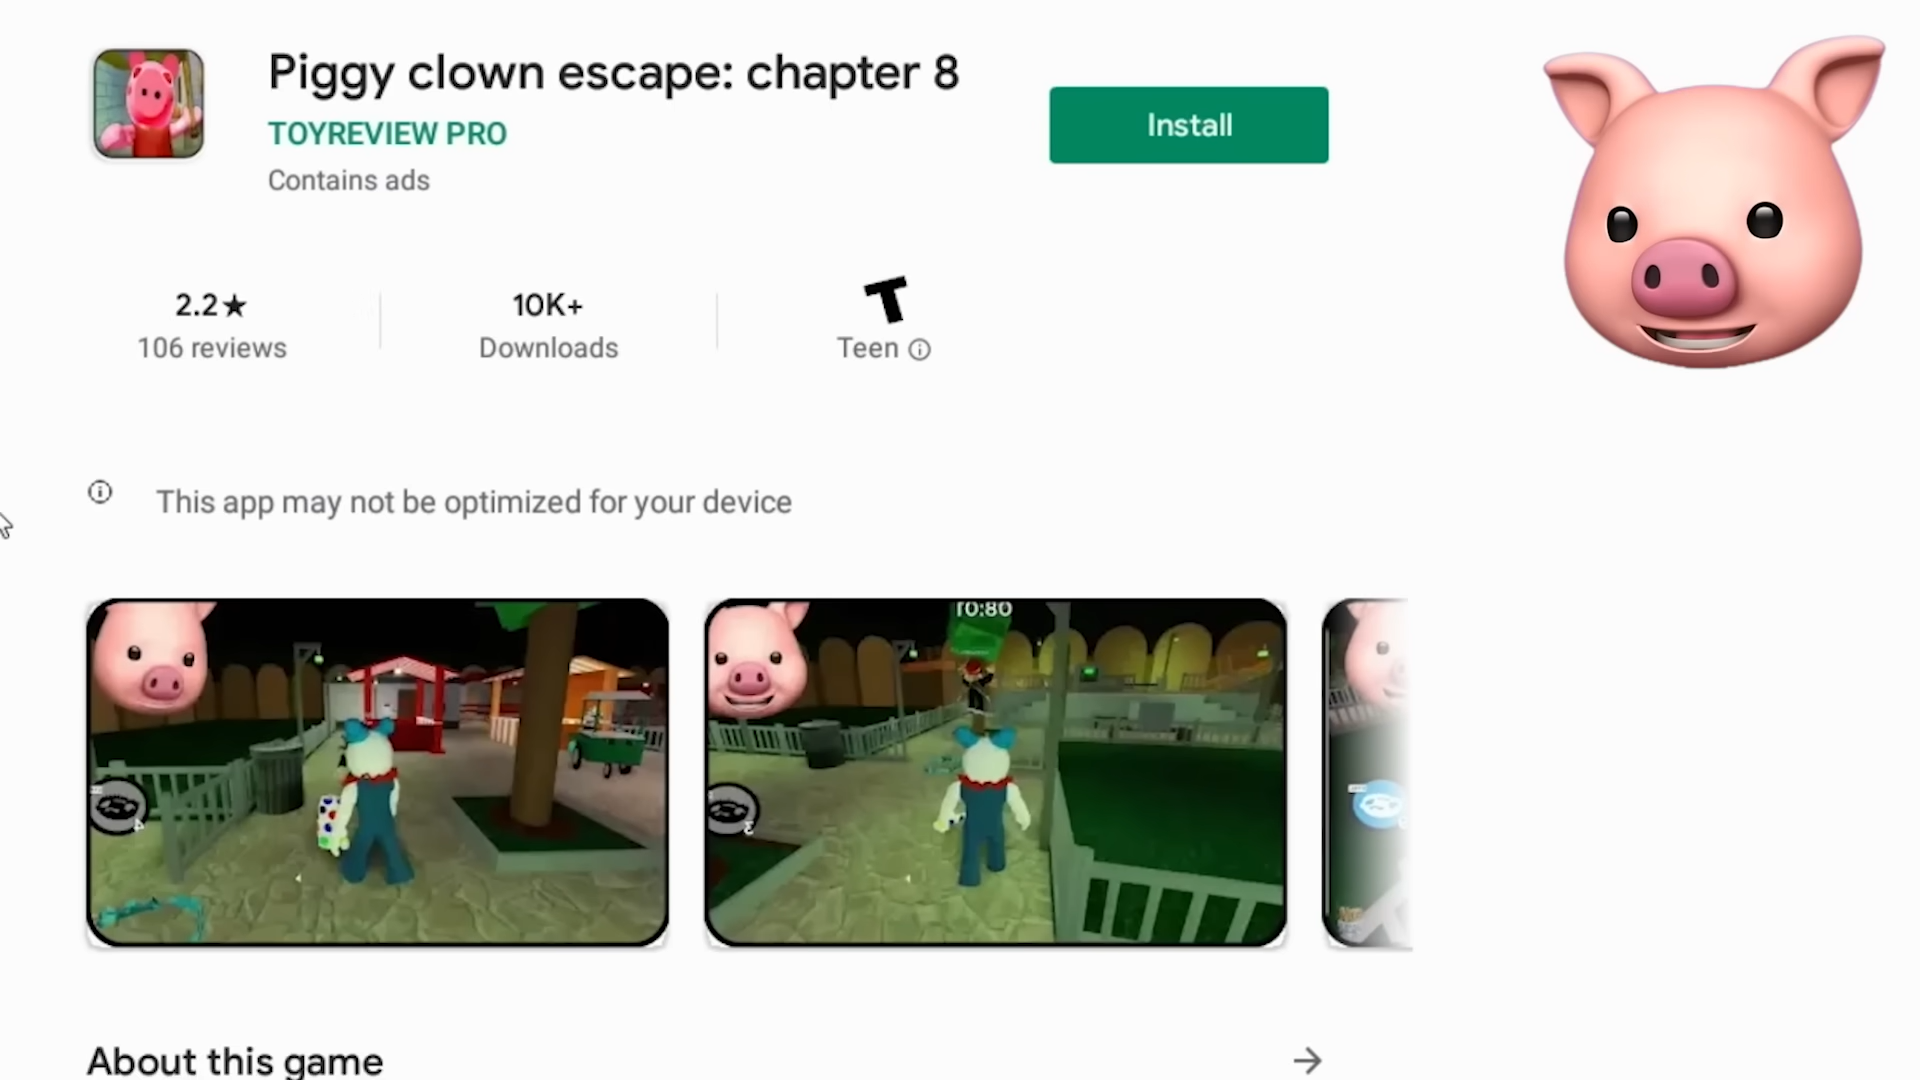 Piggy clown escape: chapter 8
TOYREVIEW PRO
Contains ads
Install
2.2★
106 reviews
10K+
Downloads
T
Teen
This app may not be optimized for your device
About this game